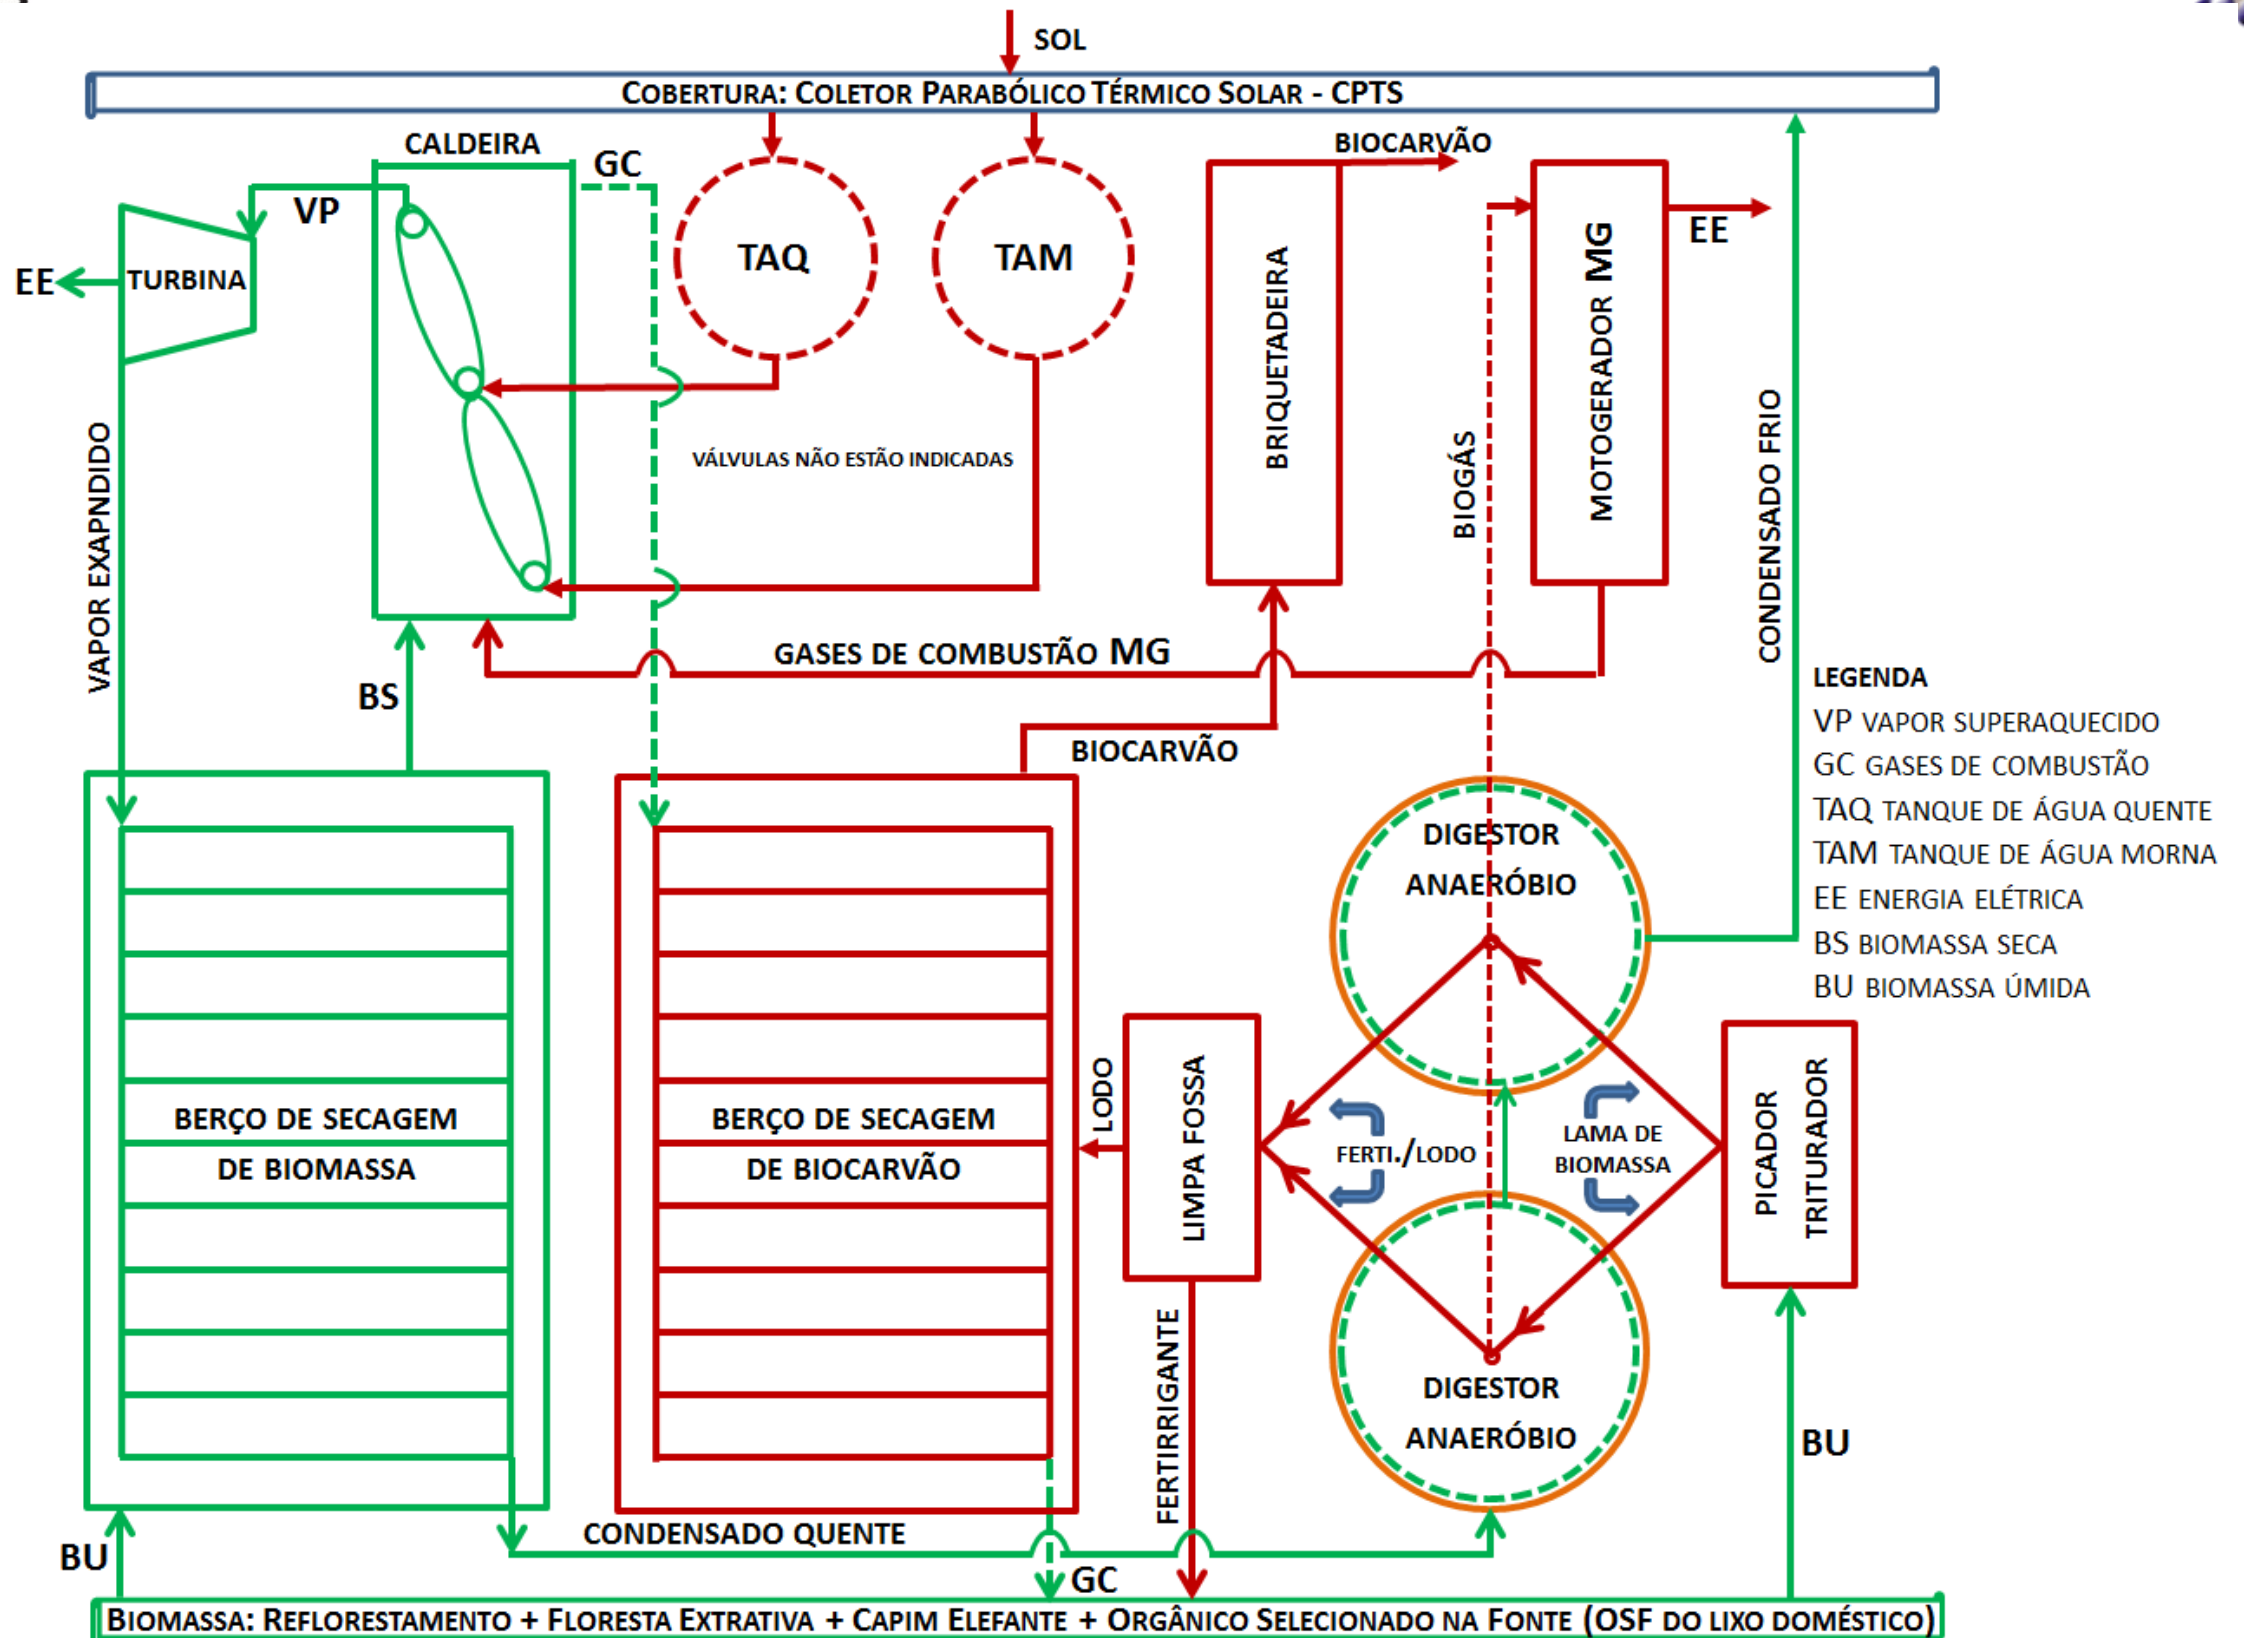 SOL
COBERTURA: COLETOR PARABÓLICO TÉRMICO SOLAR - CPTS
CALDEIRA
GC
BIOCARVÃO
VP
TAQ
TAM
EE
TURBINA
EE
BRIQUETADEIRA
MOTOGERADOR MG
BIOGÁS
CONDENSADO FRIO
VAPOR EXAPNDIDO
VÁLVULAS NÃO ESTÃO INDICADAS
GASES DE COMBUSTÃO MG
BS
BIOCARVÃO
LEGENDA
VP VAPOR SUPERAQUECIDO
GC GASES DE COMBUSTÃO
TAQ TANQUE DE ÁGUA QUENTE
TAM TANQUE DE ÁGUA MORNA
EE ENERGIA ELÉTRICA
BS BIOMASSA SECA
BU BIOMASSA ÚMIDA
DIGESTOR
ANAERÓBIO
BERÇO DE SECAGEM
DE BIOMASSA
BERÇO DE SECAGEM
DE BIOCARVÃO
LODO
LIMPA FOSSA
FERTI./LODO
LAMA DE
BIOMASSA
PICADOR
TRITURADOR
FERTIRRIGANTE
DIGESTOR
ANAERÓBIO
BU
CONDENSADO QUENTE
BU
GC
BIOMASSA: REFLORESTAMENTO + FLORESTA EXTRATIVA + CAPIM ELEFANTE + ORGÂNICO SELECIONADO NA FONTE (OSF DO LIXO DOMÉSTICO)